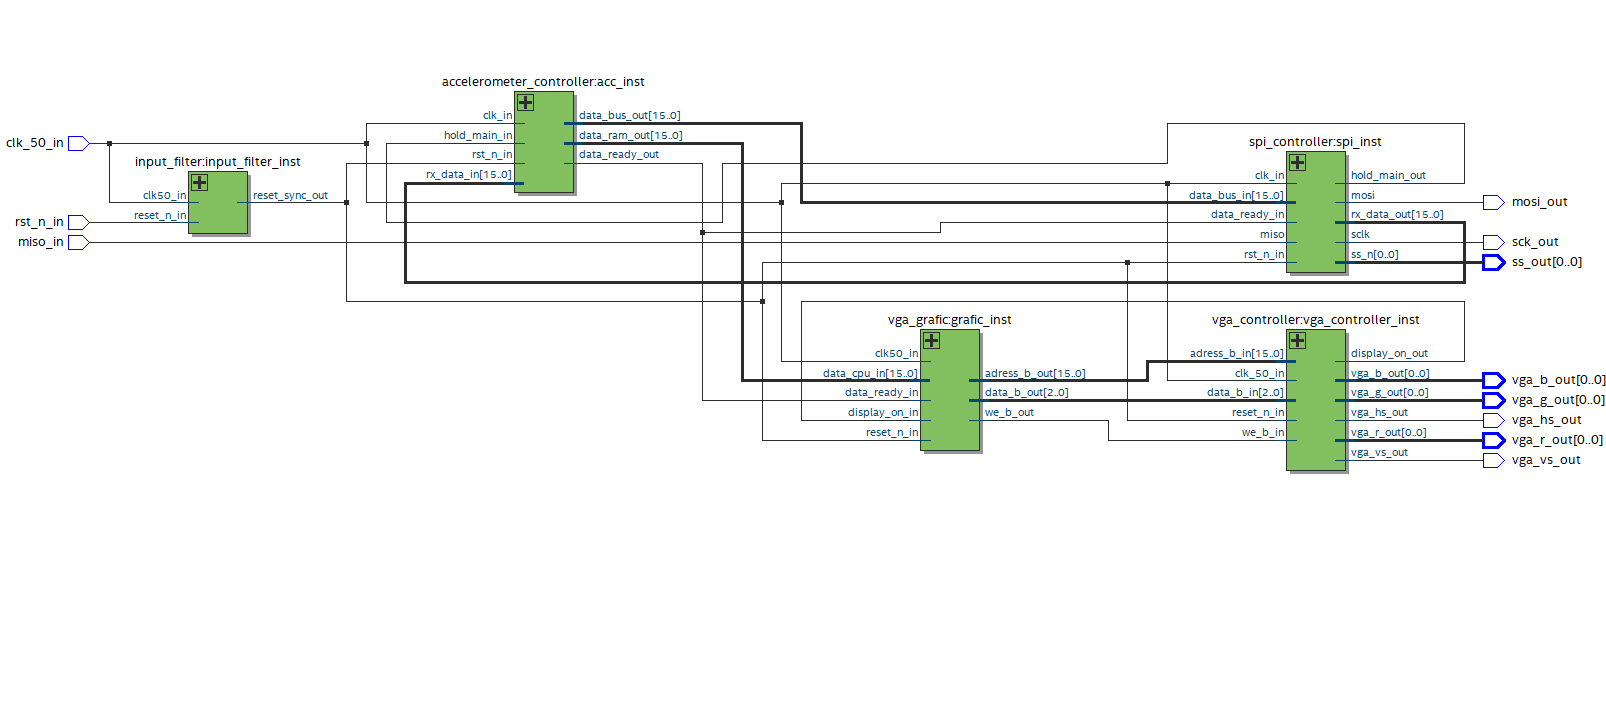 accelerometer_controller:acc_inst
clk_in
data_bus_out[15..0]
hold_main_in
data_ram_out[15..0]
rst_n_in
data_ready_out
rx_data_in[15..0]
clk_50_in
input_filter:input_filter_inst
clk50_in
reset_sync_out
reset_n_in
rst_n_in
miso_in
spi_controller:spi_inst
clk_in
hold_main_out
data_bus_in[15..0]
mosi
data_ready_in
rx_data_out[15..0]
miso
sclk
rst_n_in
ss_n[0..0]
mosi_out
sck_out
ss_out[0..0]
vga_grafic:grafic_inst
clk50_in
data_cpu_in[15..0]
adress_b_out[15..0]
data_ready_in
data_b_out[2..0]
display_on_in
we_b_out
reset_n_in
vga_controller:vga_controller_inst
adress_b_in[15..0]
display_on_out
clk_50_in
vga_b_out[0..0]
data_b_in[2..0]
vga_g_out[0..0]
reset_n_in
vga_hs_out
we_b_in
vga_r_out[0..0]
vga_vs_out
vga_b_out[0..0]
vga_g_out[0..0]
vga_hs_out
vga_r_out[0..0]
vga_vs_out